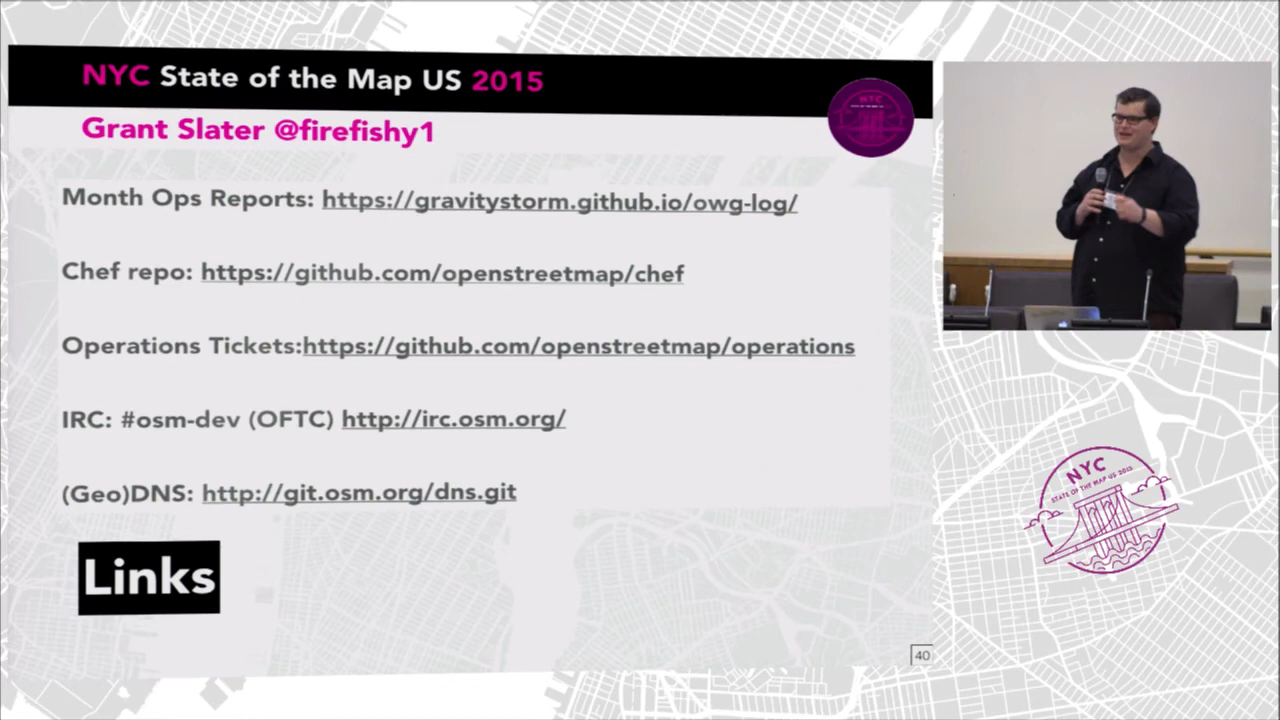 NYC State of the Map US 2015
Grant Slater @firefishy1
NYC
Month Ops Reports: https://gravitystorm.github.io/owg-log/
Chef repo: https://github.com/openstreetmap/chef
Operations Tickets:https://github.com/openstreetmap/operations
IRC: #osm-dev (OFTC) http://irc.osm.org/
(Geo)DNS: http://git.osm.org/dns.git
Links
40
NYC
STATE OF THE MAP US 2015